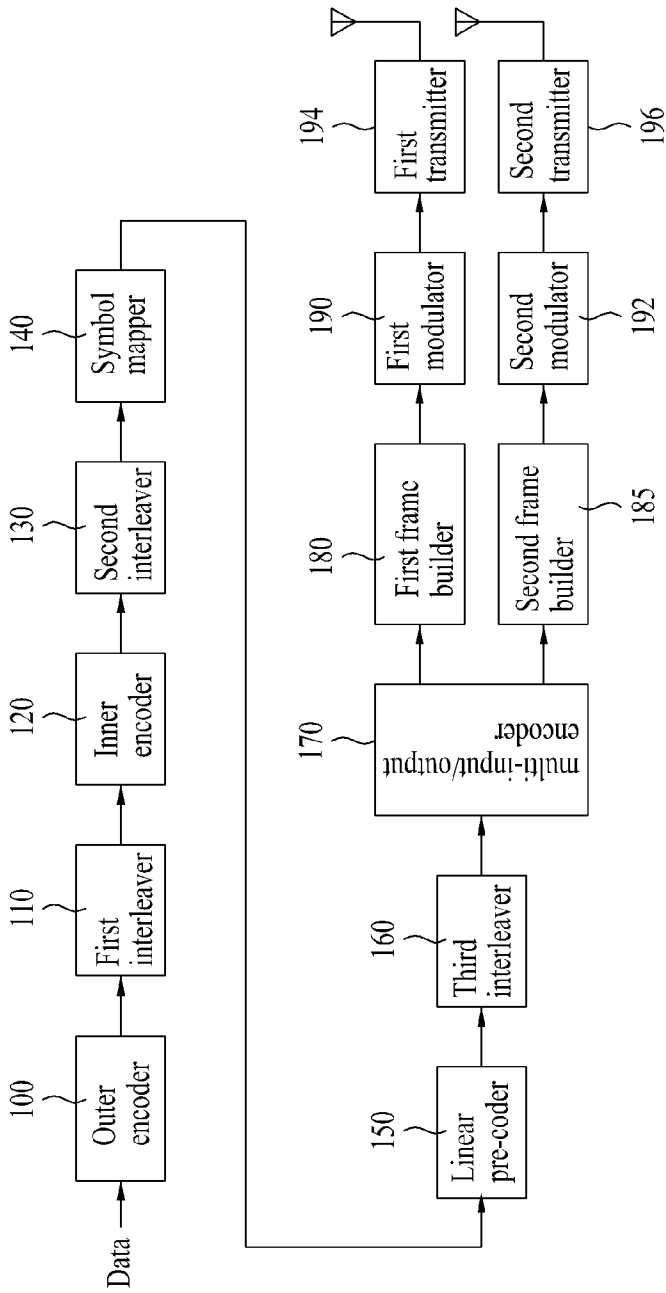 Data
100
Outer
encoder
110
First
interleaver
120
Inner
encoder
130
Second
interleaver
140
Symbol
mapper
150
Linear
pre-coder
160
Third
interleaver
170
multi-input/output
encoder
180
First framc
builder
190
First
modulator
194
First
transmitter
Second frame
builder
185
Second
modulator
192
Second
transmitter
196